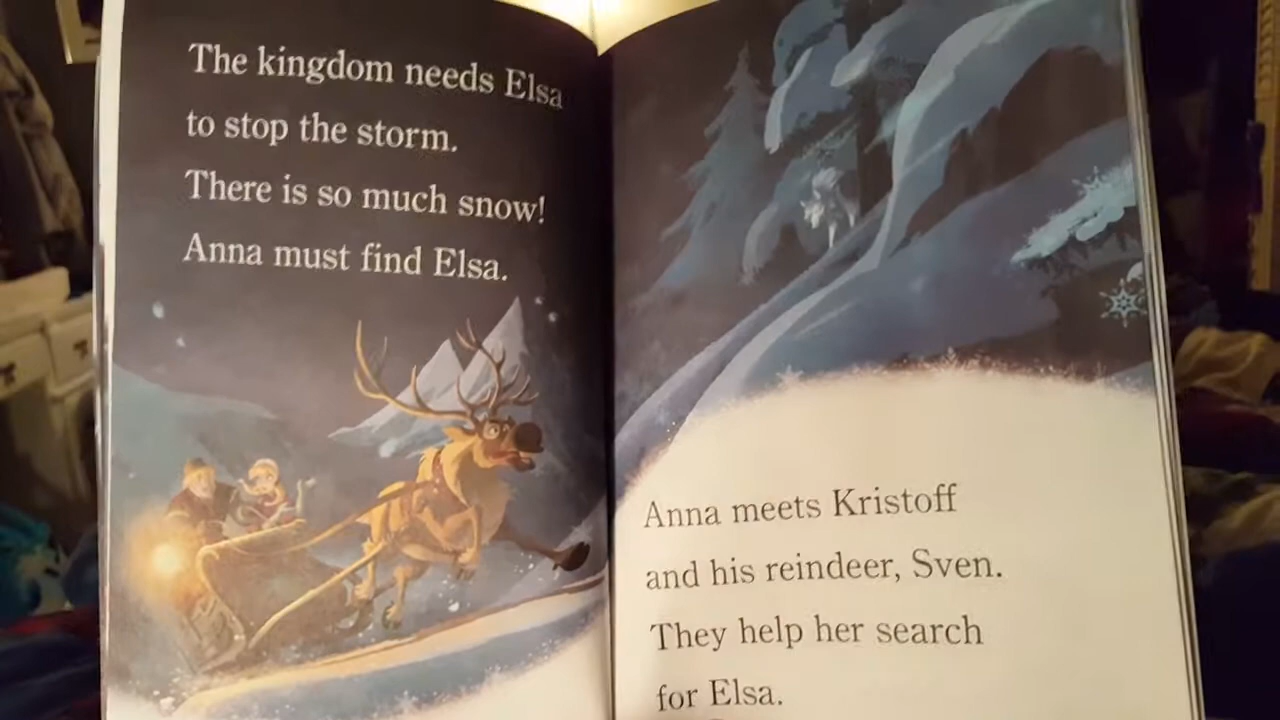 The kingdom needs Elsa
to stop the storm.
There is so much snow!
Anna must find Elsa.
Anna meets Kristoff
and his reindeer, Sven.
They help her search
for Elsa.